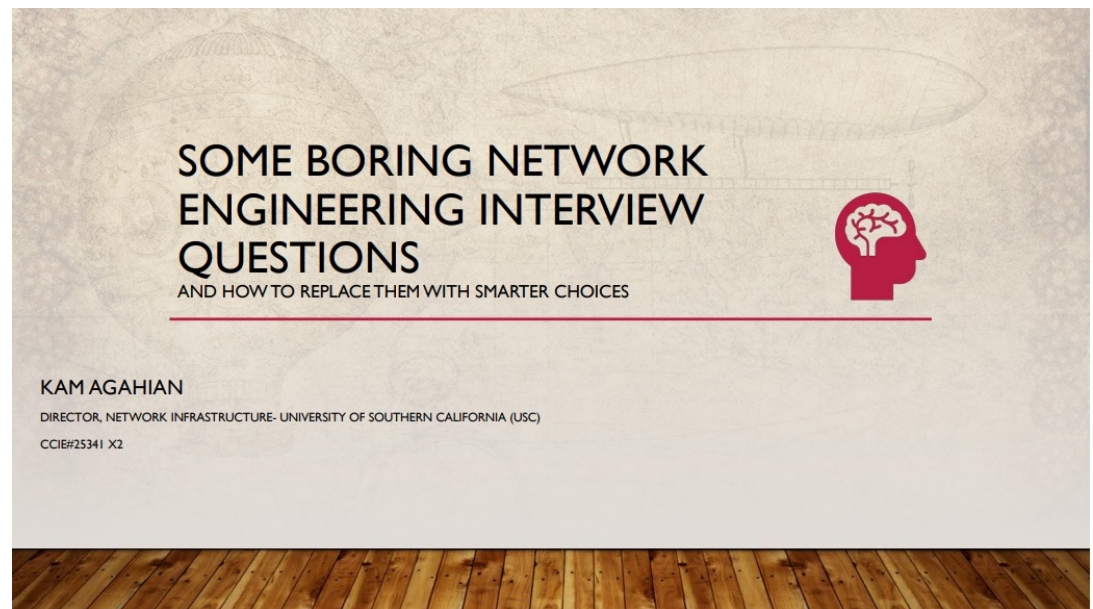 SOME BORING NETWORK
ENGINEERING INTERVIEW
QUESTIONS
AND HOW TO REPLACE THEM WITH SMARTER CHOICES
KAM AGAHIAN
DIRECTOR, NETWORK INFRASTRUCTURE- UNIVERSITY OF SOUTHERN CALIFORNIA (USC)
CCIE#25341 X2